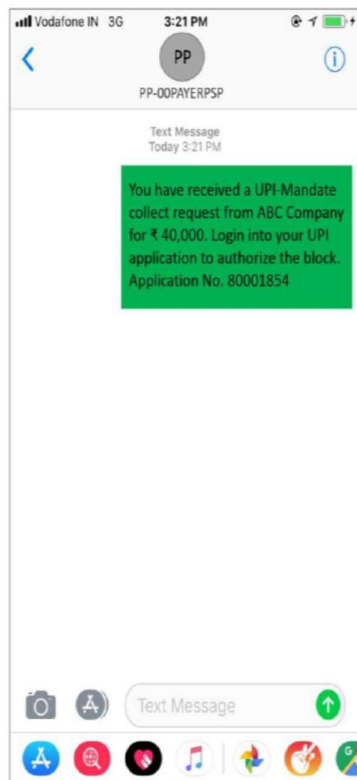 Vodafone IN 3G 3:21 PM
PP
PP-OOPAYERPSP
Text Message
Today 3:21 PM
You have received a UPI-Mandate
collect request from ABC Company
for ₹ 40,000. Login into your UPI
application to authorize the block.
Application No. 80001854
Text Message